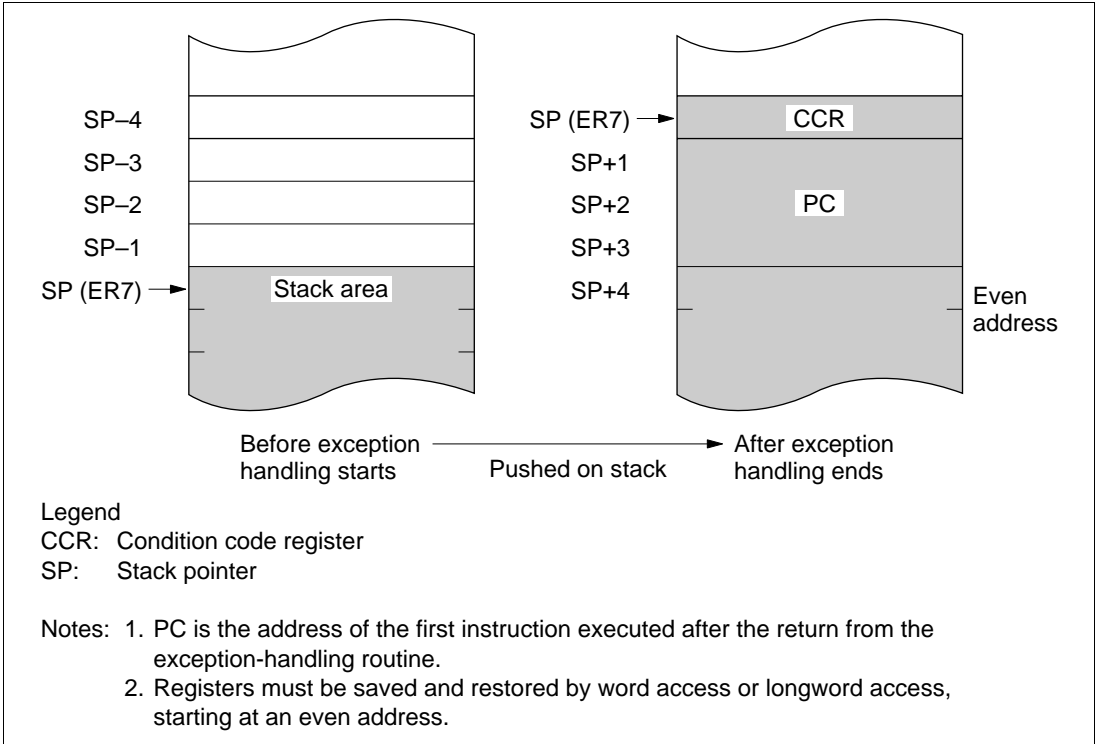 SP–4
SP–3
SP–2
SP–1
SP (ER7)
Stack area
SP (ER7)
SP+1
SP+2
SP+3
SP+4
CCR
PC
Even
address
Before exception
handling starts
Pushed on stack
After exception
handling ends
Legend
CCR: Condition code register
SP: Stack pointer
Notes: 1. PC is the address of the first instruction executed after the return from the
exception-handling routine.
2. Registers must be saved and restored by word access or longword access,
starting at an even address.